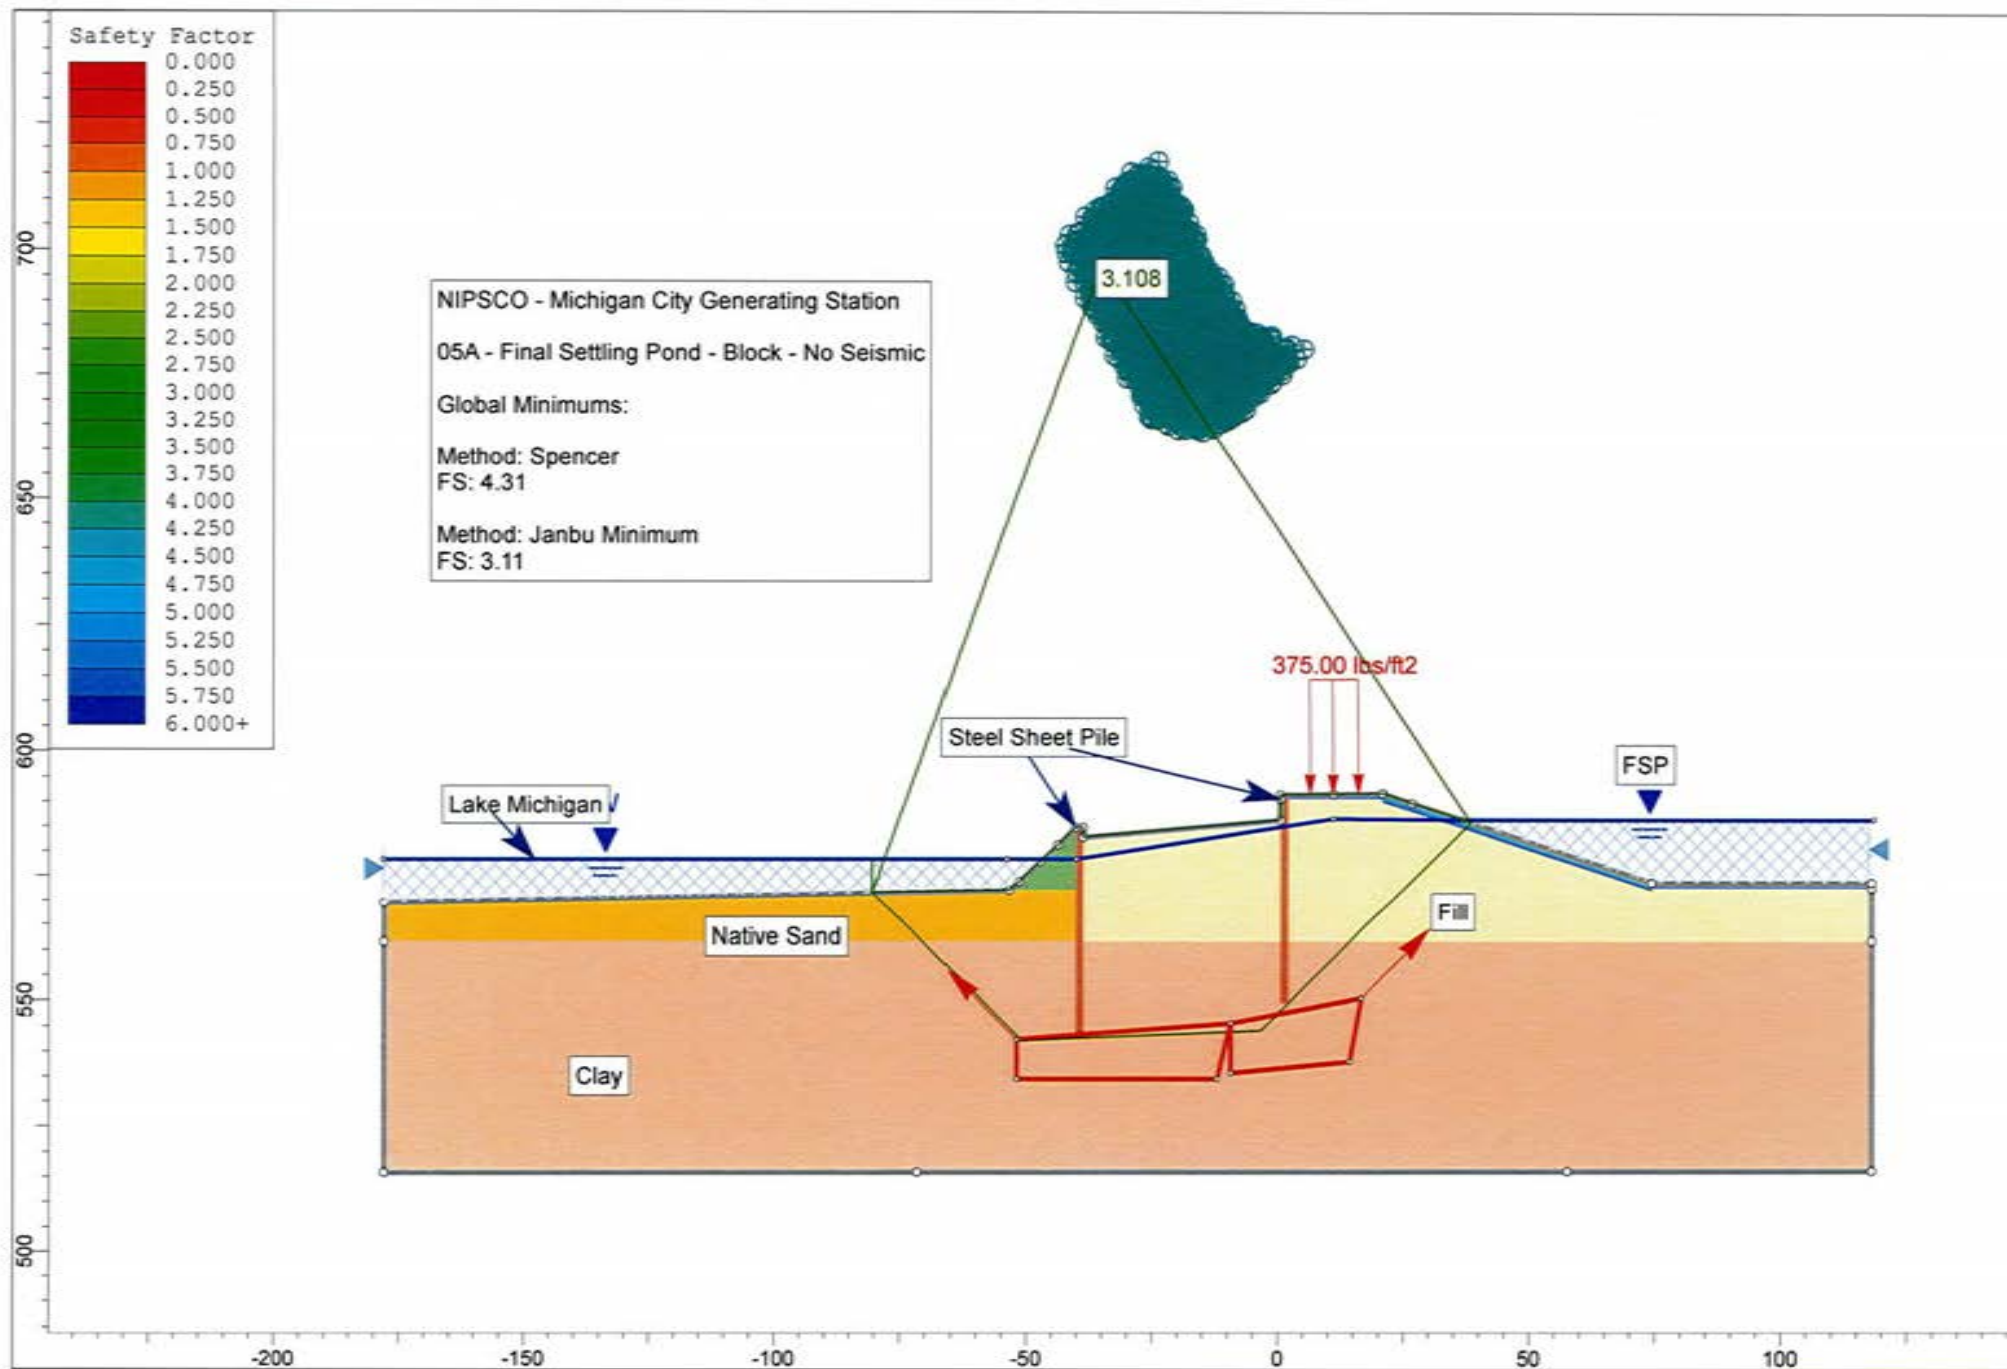 Safety Factor
0.000
0.250
0.500
0.750
1.000
1.250
1.500
1.750
2.000
2.250
2.500
2.750
3.000
3.250
3.500
3.750
4.000
4.250
4.500
4.750
5.000
5.250
5.500
5.750
6.000+
NIPSCO - Michigan City Generating Station
05A - Final Settling Pond - Block - No Seismic
Global Minimums:
Method: Spencer
FS: 4.31
Method: Janbu Minimum
FS: 3.11
3.108
375.00 lbs/ft2
Steel Sheet Pile
FSP
Lake Michigan
Native Sand
Fill
Clay
700
650
600
550
500
-200
-150
-100
-50
0
50
100